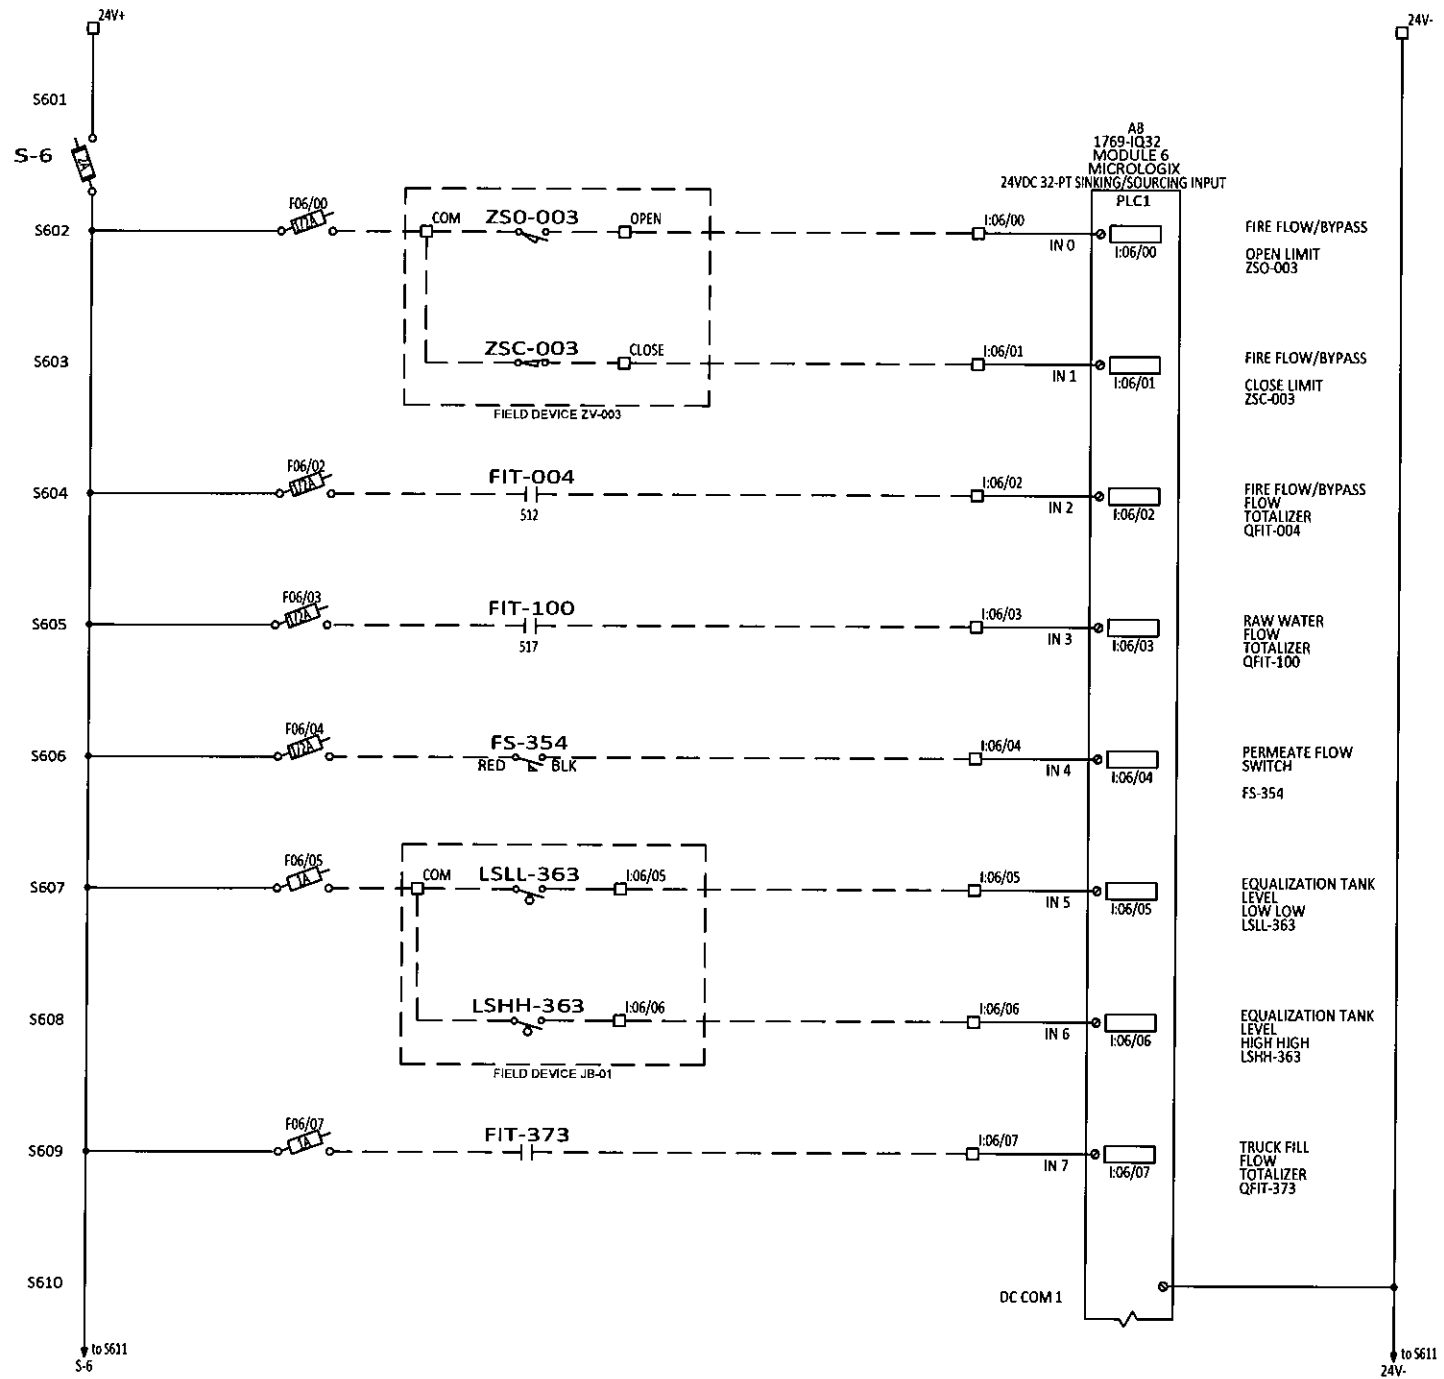 24V+
24V-
S601
S-6
2A
AB
1769-IQ32
MODULE 6
MICROLOGIX
24VDC 32-PT SINKING/SOURCING INPUT
PLC1
S602
F06/00
1/2A
COM
ZSO-003
OPEN
I:06/00
IN 0
I:06/00
FIRE FLOW/BYPASS
OPEN LIMIT
ZSO-003
S603
ZSC-003
CLOSE
I:06/01
IN 1
I:06/01
FIRE FLOW/BYPASS
CLOSE LIMIT
ZSC-003
FIELD DEVICE ZV-003
S604
F06/02
1/2A
FIT-004
512
I:06/02
IN 2
I:06/02
FIRE FLOW/BYPASS
FLOW
TOTALIZER
QFIT-004
S605
F06/03
1/2A
FIT-100
517
I:06/03
IN 3
I:06/03
RAW WATER
FLOW
TOTALIZER
QFIT-100
S606
F06/04
1/2A
FS-354
RED
BLK
I:06/04
IN 4
I:06/04
PERMEATE FLOW
SWITCH
FS-354
S607
F06/05
1A
COM
LSLL-363
I:06/05
I:06/05
IN 5
I:06/05
EQUALIZATION TANK
LEVEL
LOW LOW
LSLL-363
S608
LSHH-363
I:06/06
I:06/06
IN 6
I:06/06
EQUALIZATION TANK
LEVEL
HIGH HIGH
LSHH-363
FIELD DEVICE JB-01
S609
F06/07
1A
FIT-373
I:06/07
IN 7
I:06/07
TRUCK FILL
FLOW
TOTALIZER
QFIT-373
S610
DC COM 1
to S611
S-6
to S611
24V-